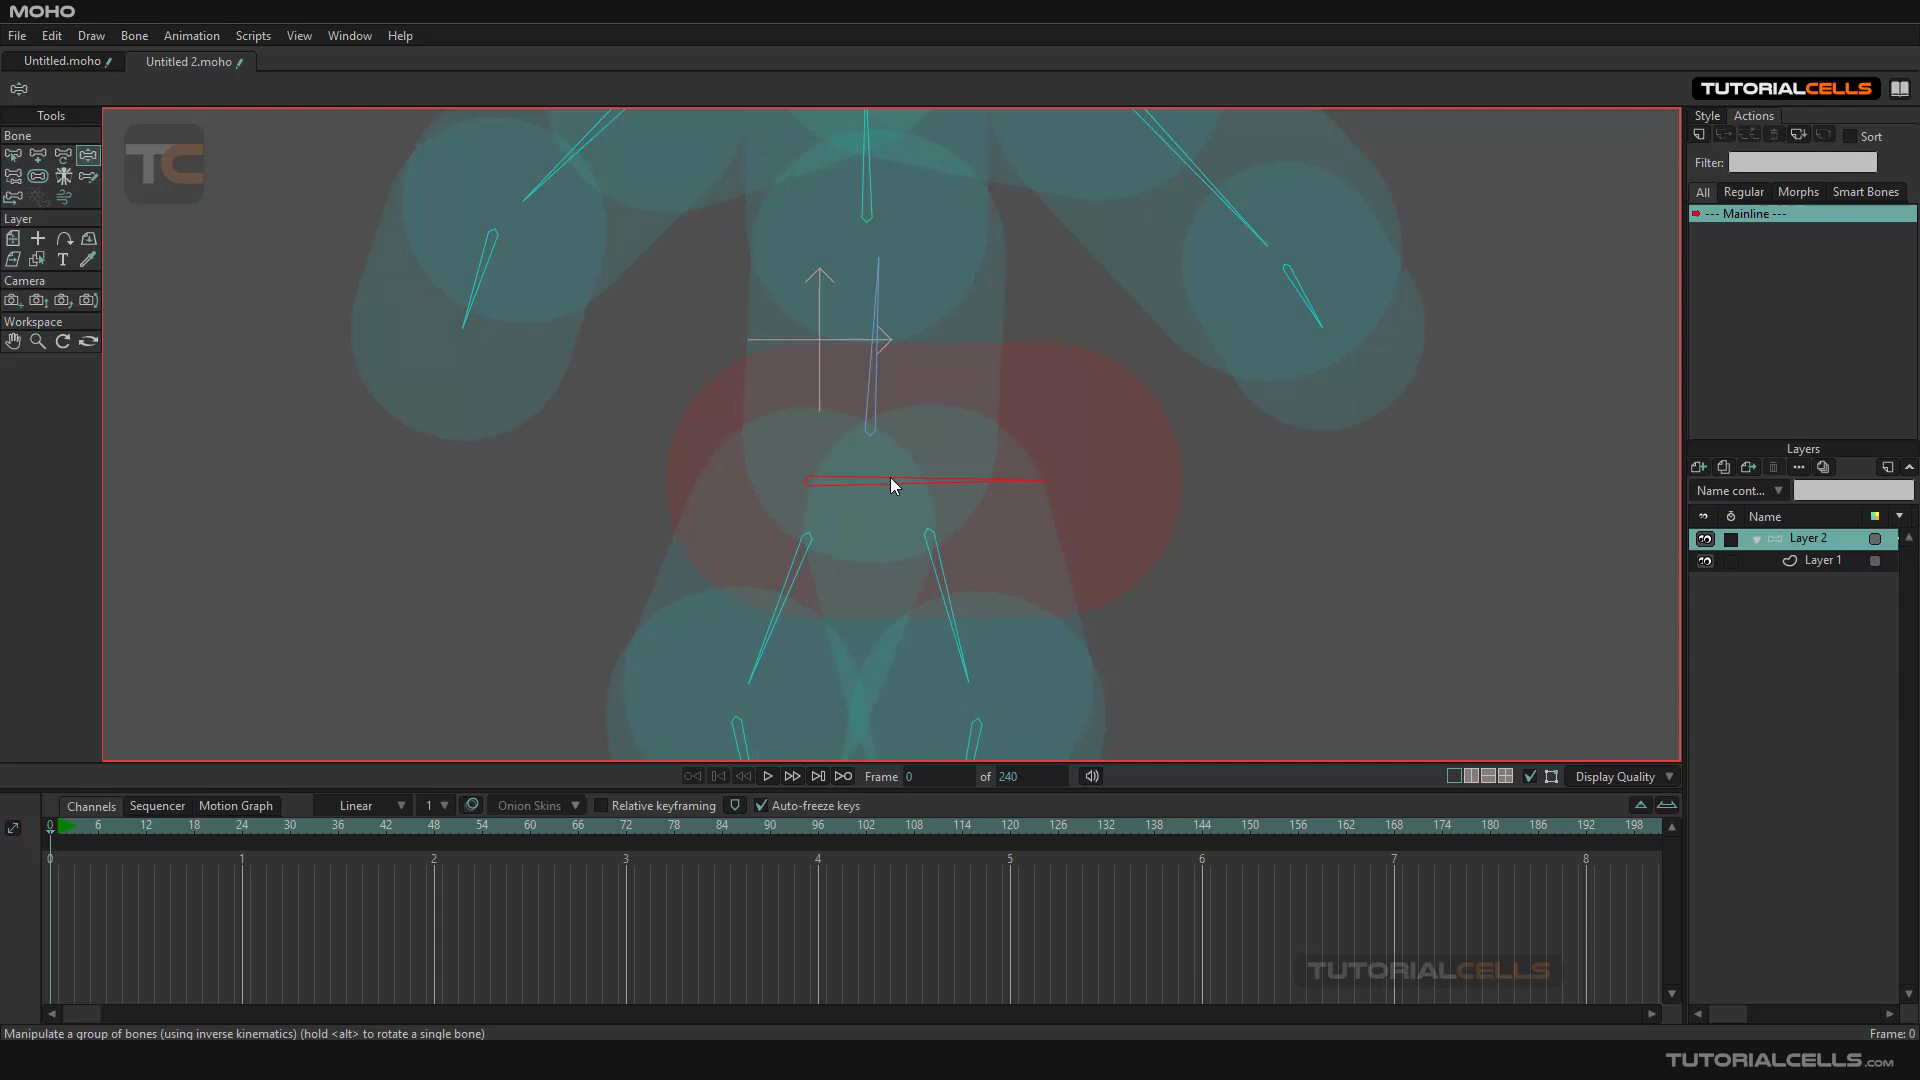 MOHO
File Edit Draw Bone Animation Scripts View Window Help
Untitled.moho Untitled 2.moho
TUTORIALCELLS
Tools
Style Actions
Bone
Sort
TC
Filter:
All Regular Morphs Smart Bones
--- Mainline ---
Layer
T
Camera
Workspace
Layers
Name cont...
Name
Layer 2
Layer 1
Frame 0 of 240 Display Quality
Channels Sequencer Motion Graph Linear 1 Onion Skins Relative keyframing Auto-freeze keys
0 6 12 18 24 30 36 42 48 54 60 66 72 78 84 90 96 102 108 114 120 126 132 138 144 150 156 162 168 174 180 186 192 198
0 1 2 3 4 5 6 7 8
TUTORIALCELLS
Manipulate a group of bones (using inverse kinematics) (hold <alt> to rotate a single bone) Frame: 0
TUTORIALCELLS.COM